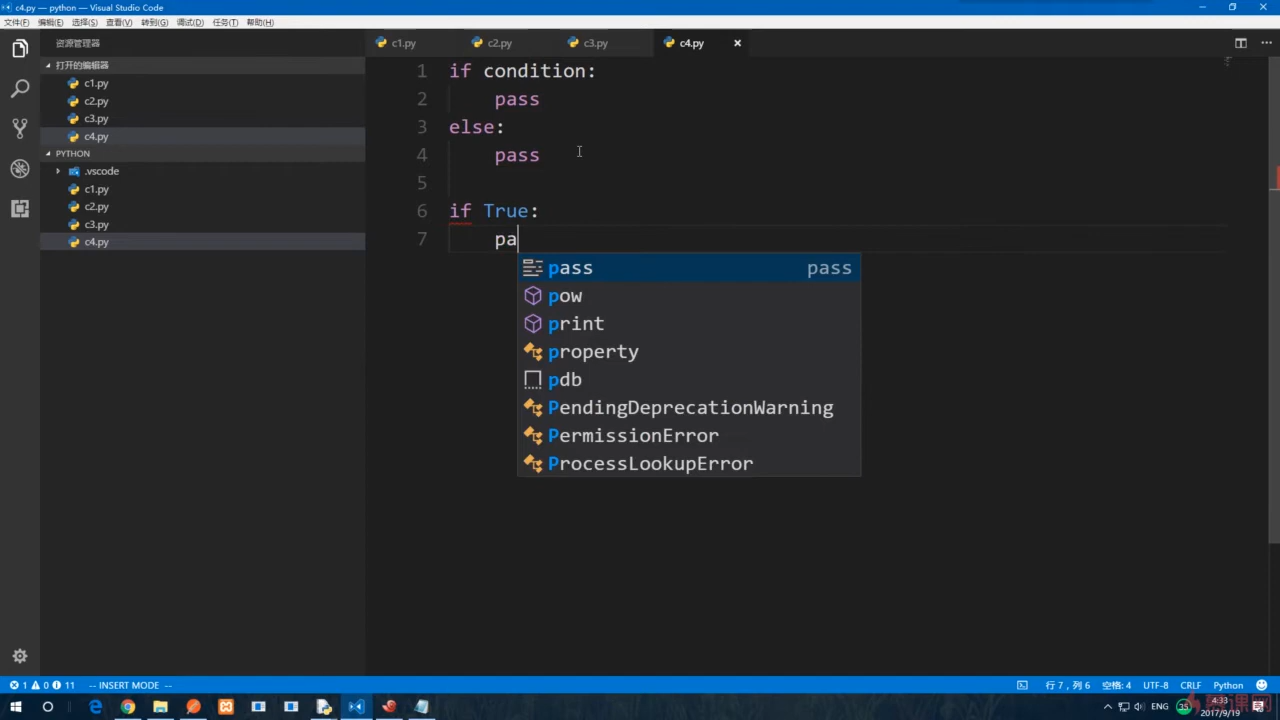 c4.py — python — Visual Studio Code
文件(F) 编辑(E) 选择(S) 查看(V) 转到(G) 调试(D) 任务(T) 帮助(H)
资源管理器
打开的编辑器
c1.py
c2.py
c3.py
c4.py
PYTHON
.vscode
c1.py
c2.py
c3.py
c4.py
c1.py c2.py c3.py c4.py
1 if condition:
2 pass
3 else:
4 pass
5
6 if True:
7 pa
pass pass
pow
print
property
pdb
PendingDeprecationWarning
PermissionError
ProcessLookupError
1 0 11 -- INSERT MODE -- 行 7，列 6 空格: 4 UTF-8 CRLF Python
ENG 35 4:33
2017/9/19